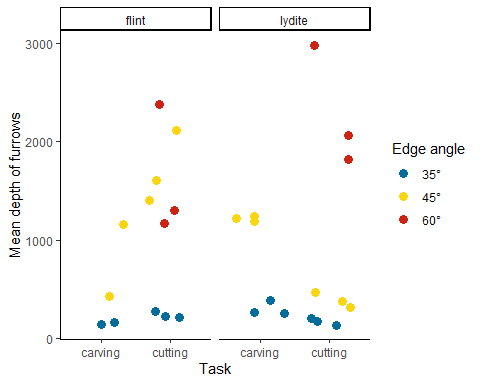 flint
lydite
3000
2000
1000
0
Mean depth of furrows
carving
cutting
carving
cutting
Task
Edge angle
35°
45°
60°